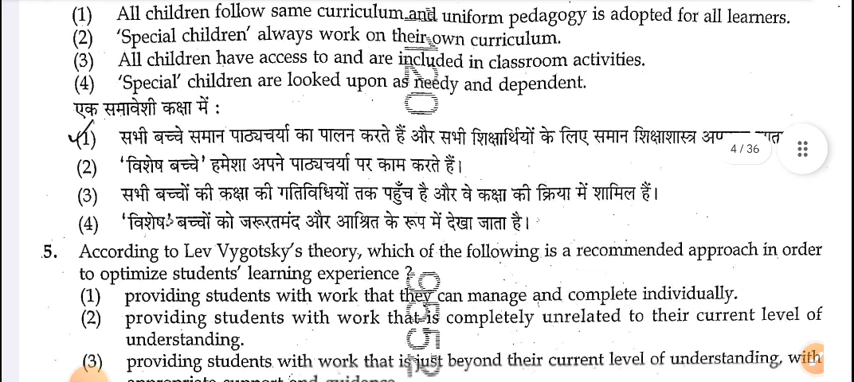 (1) All children follow same curriculum and uniform pedagogy is adopted for all learners.
(2) 'Special children' always work on their own curriculum.
(3) All children have access to and are included in classroom activities.
(4) 'Special' children are looked upon as needy and dependent.
एक समावेशी कक्षा में :
(1) सभी बच्चे समान पाठ्यचर्या का पालन करते हैं और सभी शिक्षार्थियों के लिए समान शिक्षाशास्त्र
4 / 36
(2) 'विशेष बच्चे' हमेशा अपने पाठ्यचर्या पर काम करते हैं।
(3) सभी बच्चों की कक्षा की गतिविधियों तक पहुँच है और वे कक्षा की क्रिया में शामिल हैं।
(4) 'विशेष' बच्चों को जरूरतमंद और आश्रित के रूप में देखा जाता है।
5. According to Lev Vygotsky's theory, which of the following is a recommended approach in order
to optimize students' learning experience ?
(1) providing students with work that they can manage and complete individually.
(2) providing students with work that is completely unrelated to their current level of
understanding.
(3) providing students with work that is just beyond their current level of understanding, with
appropriate support and guidance.